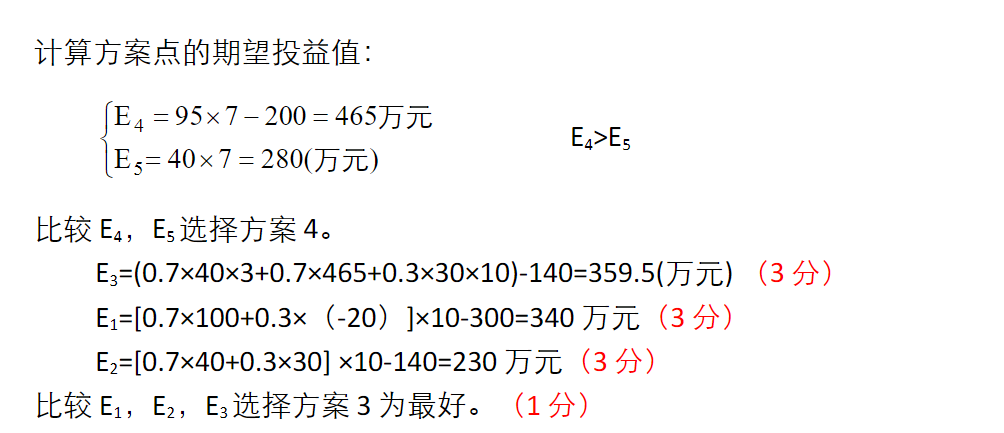 计算方案点的期望投益值：
E₄ = 95×7−200 = 465万元
E₅= 40×7 = 280(万元)
E₄>E₅
比较 E₄，E₅选择方案 4。
E₃=(0.7×40×3+0.7×465+0.3×30×10)-140=359.5(万元) （3 分）
E₁=[0.7×100+0.3×（-20）]×10-300=340 万元（3 分）
E₂=[0.7×40+0.3×30] ×10-140=230 万元（3 分）
比较 E₁，E₂，E₃选择方案 3 为最好。（1 分）